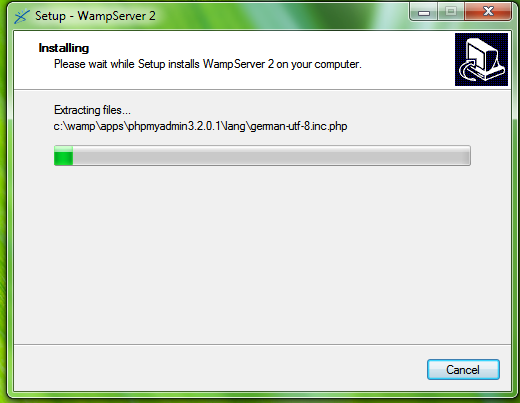 Setup - WampServer 2
Installing
Please wait while Setup installs WampServer 2 on your computer.
Extracting files...
c:\wamp\apps\phpmyadmin3.2.0.1\lang\german-utf-8.inc.php
Cancel